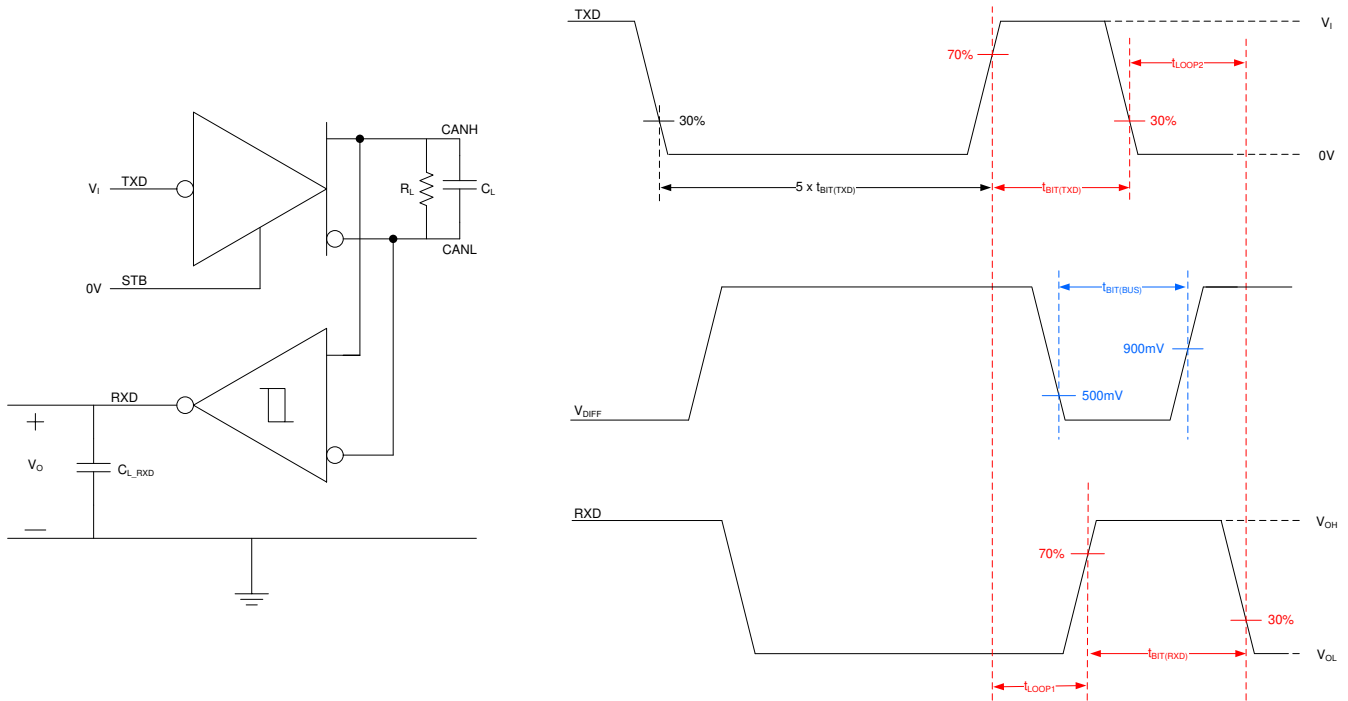 V_I TXD
CANH
R_L
C_L
CANL
0V STB
RXD
+
V_O
C_L_RXD
—
TXD
V_I
70%
t_LOOP2
30%
30%
0V
5 x t_BIT(TXD)
t_BIT(TXD)
t_BIT(BUS)
900mV
500mV
V_DIFF
RXD
V_OH
70%
30%
t_BIT(RXD)
V_OL
t_LOOP1